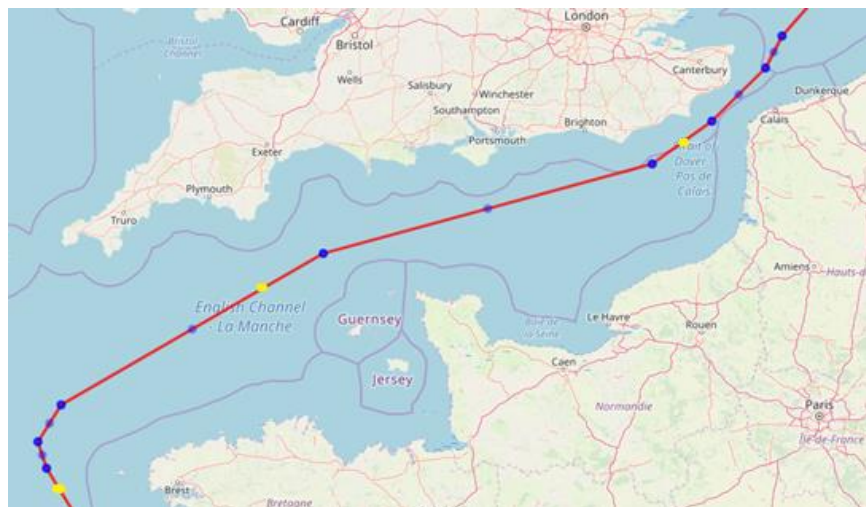 Cardiff
Bristol
Channel
Bristol
London
Wells
Salisbury
Winchester
Canterbury
Southampton
Portsmouth
Brighton
Exeter
Plymouth
Truro
Dunkerque
Calais
Strait of
Dover
Pas de
Calais
English Channel
- La Manche
Guernsey
Jersey
Baie de
la Seine
Le Havre
Rouen
Amiens
Hauts-d
Caen
Normandie
Paris
Île-de-France
Brest
Bretagne